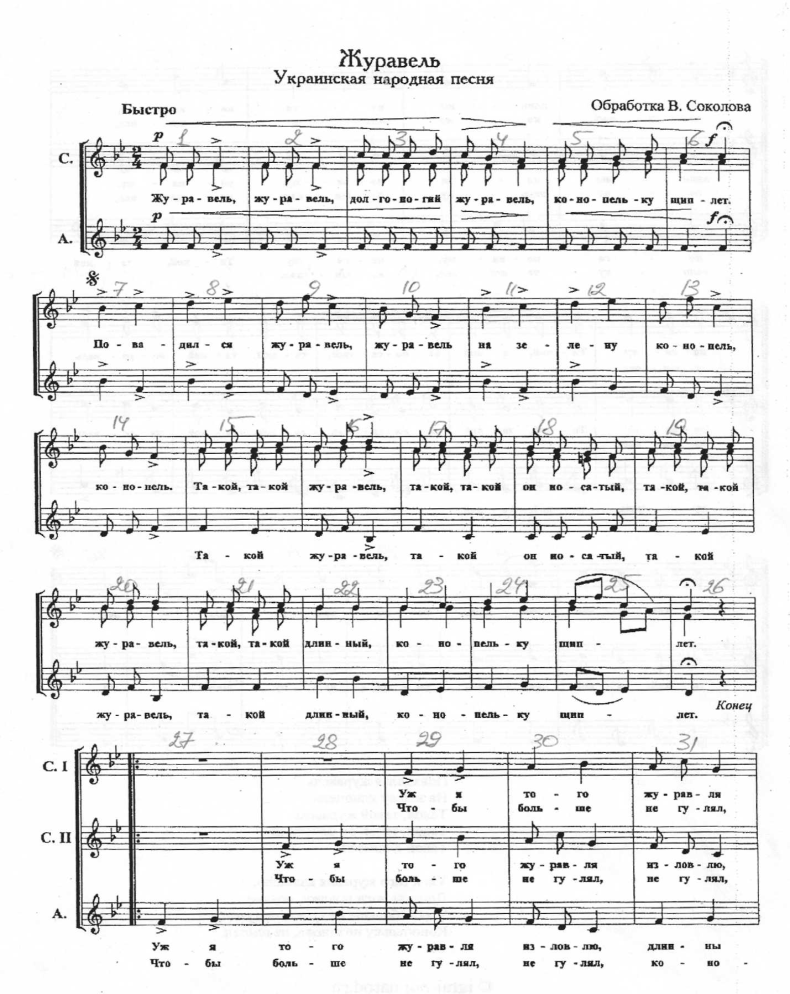 Журавель
Украинская народная песня
Быстро
Обработка В. Соколова
p 1 2 3 4 5 6 f
С.
Жу - ра - вель, жу - ра - вель, дол - го - но - гий жу - ра - вель, ко - но - пель - ку щип - лет.
p f
А.
7 8 9 10 11 12 13
По - ва - дил - ся жу - ра - вель, жу - ра - вель на зе - ле - ну ко - но - пель,
14 15 16 17 18 19
ко - но - пель. Та - кой, та - кой жу - ра - вель, та - кой, та - кой он но - са - тый, та - кой, та - кой
Та - кой жу - ра - вель, та - кой он но - са - тый, та - кой
20 21 22 23 24 25 26
жу - ра - вель, та - кой, та - кой длин - ный, ко - но - пель - ку щип - лет.
Конец
жу - ра - вель, та - кой длин - ный, ко - но - пель - ку щип - лет.
27 28 29 30 31
С. I
Уж я то - го жу - рав - ля
Что - бы боль - ше не гу - лял,
С. II
Уж я то - го жу - рав - ля из - лов - лю,
Что - бы боль - ше не гу - лял, не гу - лял,
А.
Уж я то - го жу - рав - ля из - лов - лю, длин - ны
Что - бы боль - ше не гу - лял, не гу - лял, ко - но -